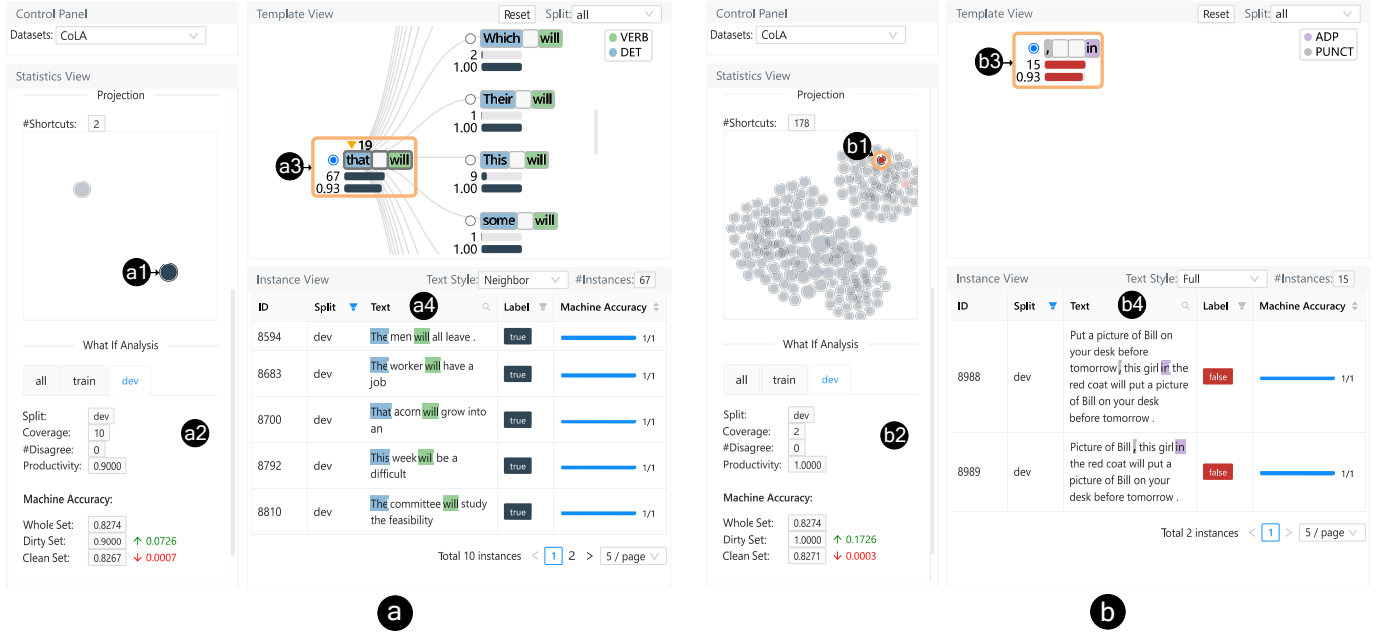 Control Panel
Datasets: CoLA
Statistics View
Projection
#Shortcuts: 2
a1
What If Analysis
all train dev
Split: dev
Coverage: 10
#Disagree: 0
Productivity: 0.9000
a2
Machine Accuracy:
Whole Set: 0.8274
Dirty Set: 0.9000 ↑ 0.0726
Clean Set: 0.8267 ↓ 0.0007
Template View Reset Split: all
VERB
DET
Which will
2
1.00
Their will
1
1.00
a3
19
that will
67
0.93
This will
9
1.00
some will
1
1.00
Instance View Text Style: Neighbor #Instances: 67
ID Split Text a4 Label Machine Accuracy
8594 dev The men will all leave . true 1/1
8683 dev The worker will have a
job true 1/1
8700 dev That acorn will grow into
an true 1/1
8792 dev This week will be a
difficult true 1/1
8810 dev The committee will study
the feasibility true 1/1
Total 10 instances < 1 2 > 5 / page
a
Control Panel
Datasets: CoLA
Statistics View
Projection
#Shortcuts: 178
b1
What If Analysis
all train dev
Split: dev
Coverage: 2
#Disagree: 0
Productivity: 1.0000
b2
Machine Accuracy:
Whole Set: 0.8274
Dirty Set: 1.0000 ↑ 0.1726
Clean Set: 0.8271 ↓ 0.0003
Template View Reset Split: all
ADP
PUNCT
b3
, in
15
0.93
Instance View Text Style: Full #Instances: 15
ID Split Text b4 Label Machine Accuracy
8988 dev Put a picture of Bill on
your desk before
tomorrow , this girl in the
red coat will put a picture
of Bill on your desk
before tomorrow . false 1/1
8989 dev Picture of Bill , this girl in
the red coat will put a
picture of Bill on your
desk before tomorrow . false 1/1
Total 2 instances < 1 > 5 / page
b